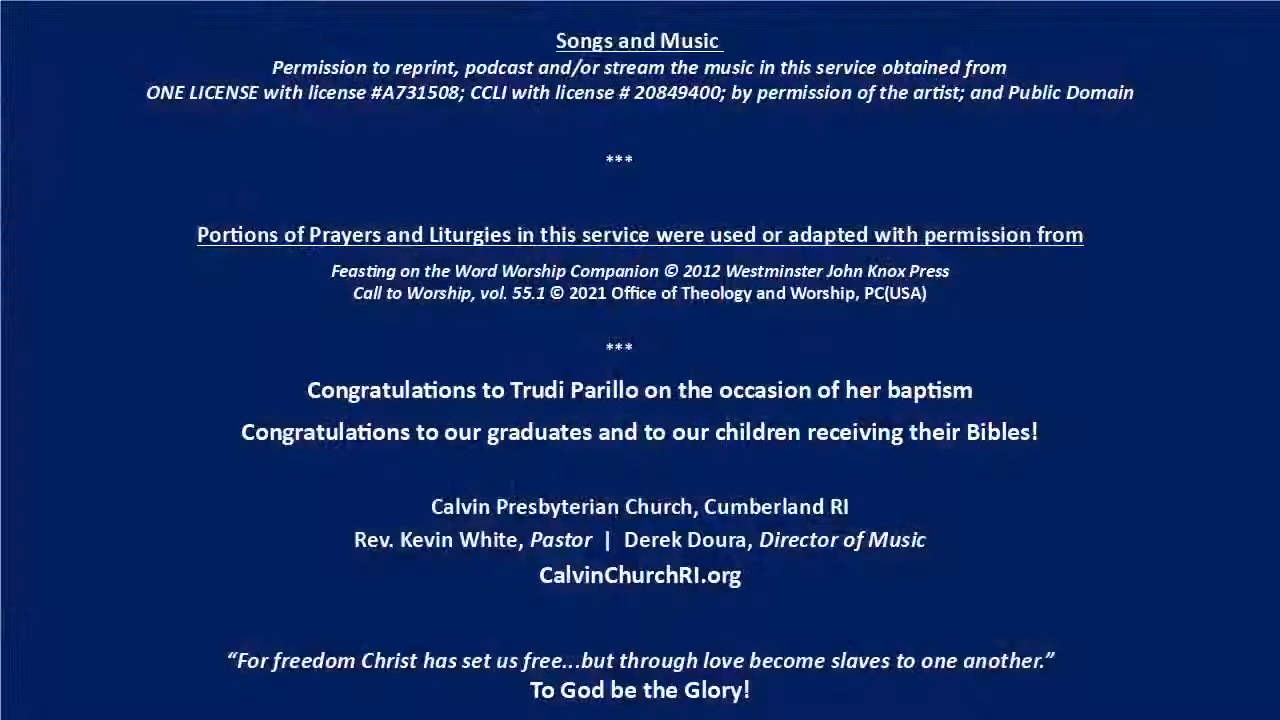 Songs and Music
Permission to reprint, podcast and/or stream the music in this service obtained from
ONE LICENSE with license #A731508; CCLI with license # 20849400; by permission of the artist; and Public Domain
***
Portions of Prayers and Liturgies in this service were used or adapted with permission from
Feasting on the Word Worship Companion © 2012 Westminster John Knox Press
Call to Worship, vol. 55.1 © 2021 Office of Theology and Worship, PC(USA)
***
Congratulations to Trudi Parillo on the occasion of her baptism
Congratulations to our graduates and to our children receiving their Bibles!
Calvin Presbyterian Church, Cumberland RI
Rev. Kevin White, Pastor | Derek Doura, Director of Music
CalvinChurchRI.org
“For freedom Christ has set us free...but through love become slaves to one another.”
To God be the Glory!